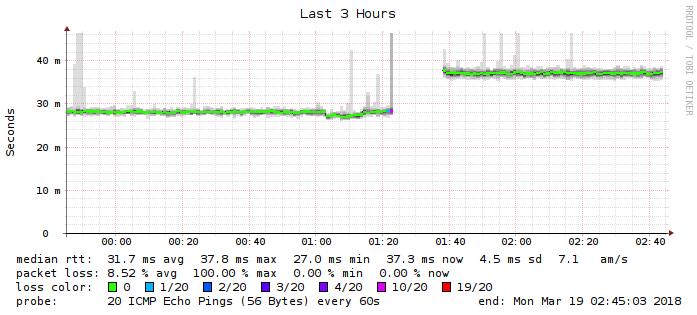 Last 3 Hours
RRDTOOL / TOBI OETIKER
Seconds
40 m
30 m
20 m
10 m
0
00:00 00:20 00:40 01:00 01:20 01:40 02:00 02:20 02:40
median rtt: 31.7 ms avg 37.8 ms max 27.0 ms min 37.3 ms now 4.5 ms sd 7.1 am/s
packet loss: 8.52 % avg 100.00 % max 0.00 % min 0.00 % now
loss color: 0 1/20 2/20 3/20 4/20 10/20 19/20
probe: 20 ICMP Echo Pings (56 Bytes) every 60s end: Mon Mar 19 02:45:03 2018